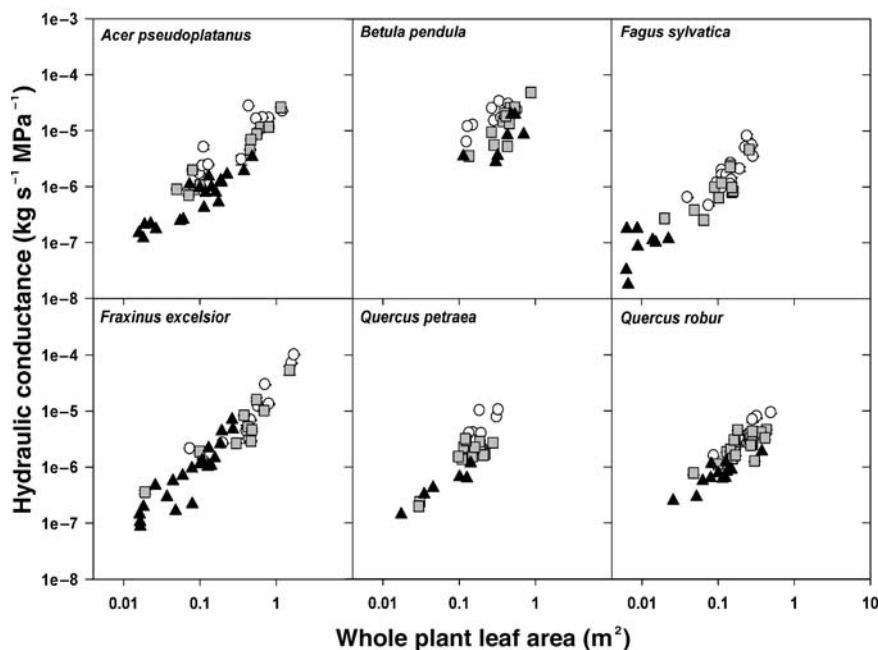 Acer pseudoplatanus
Betula pendula
Fagus sylvatica
1e−3
1e−4
1e−5
1e−6
1e−7
1e−8
Fraxinus excelsior
Quercus petraea
Quercus robur
1e−4
1e−5
1e−6
1e−7
1e−8
Hydraulic conductance (kg s⁻¹ MPa⁻¹)
0.01 0.1 1 0.01 0.1 1 0.01 0.1 1 10
Whole plant leaf area (m²)